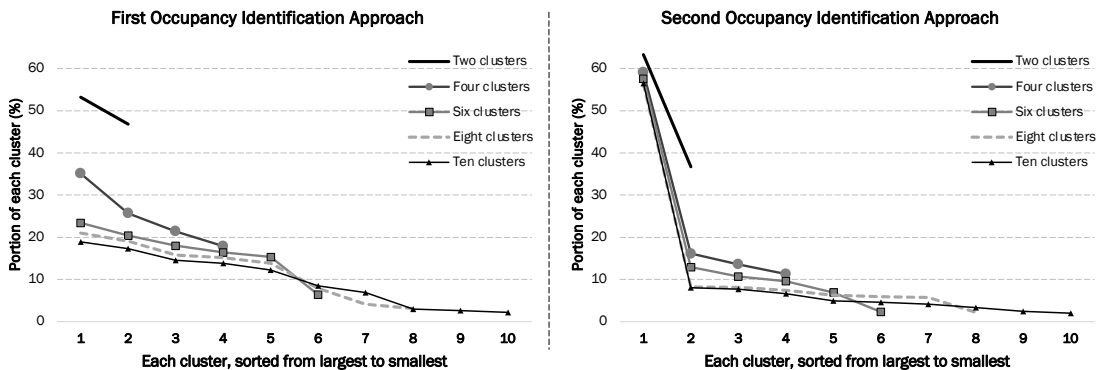 First Occupancy Identification Approach
Portion of each cluster (%)
60
50
40
30
20
10
0
Two clusters
Four clusters
Six clusters
Eight clusters
Ten clusters
1 2 3 4 5 6 7 8 9 10
Each cluster, sorted from largest to smallest
Second Occupancy Identification Approach
Portion of each cluster (%)
60
50
40
30
20
10
0
Two clusters
Four clusters
Six clusters
Eight clusters
Ten clusters
1 2 3 4 5 6 7 8 9 10
Each cluster, sorted from largest to smallest